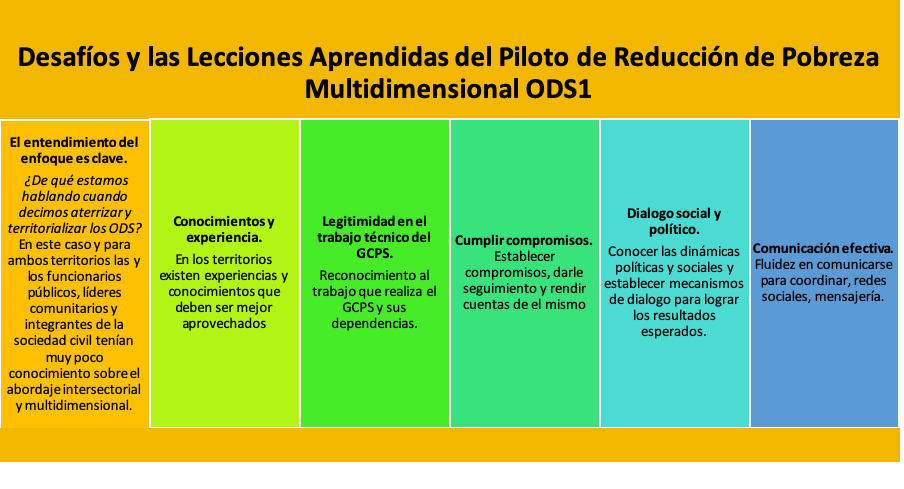 Desafíos y las Lecciones Aprendidas del Piloto de Reducción de Pobreza
Multidimensional ODS1
El entendimiento del
enfoque es clave.
¿De qué estamos
hablando cuando
decimos aterrizar y
territorializar los ODS?
En este caso y para
ambos territorios las y
los funcionarios
públicos, líderes
comunitarios y
integrantes de la
sociedad civil tenían
muy poco
conocimiento sobre el
abordaje intersectorial
y multidimensional.
Conocimientos y
experiencia.
En los territorios
existen experiencias y
conocimientos que
deben ser mejor
aprovechados
Legitimidad en el
trabajo técnico del
GCPS.
Reconocimiento al
trabajo que realiza el
GCPS y sus
dependencias.
Cumplir compromisos.
Establecer
compromisos, darle
seguimiento y rendir
cuentas de el mismo
Dialogo social y
político.
Conocer las dinámicas
políticas y sociales y
establecer mecanismos
de dialogo para lograr
los resultados
esperados.
Comunicación efectiva.
Fluidez en comunicarse
para coordinar, redes
sociales, mensajería.